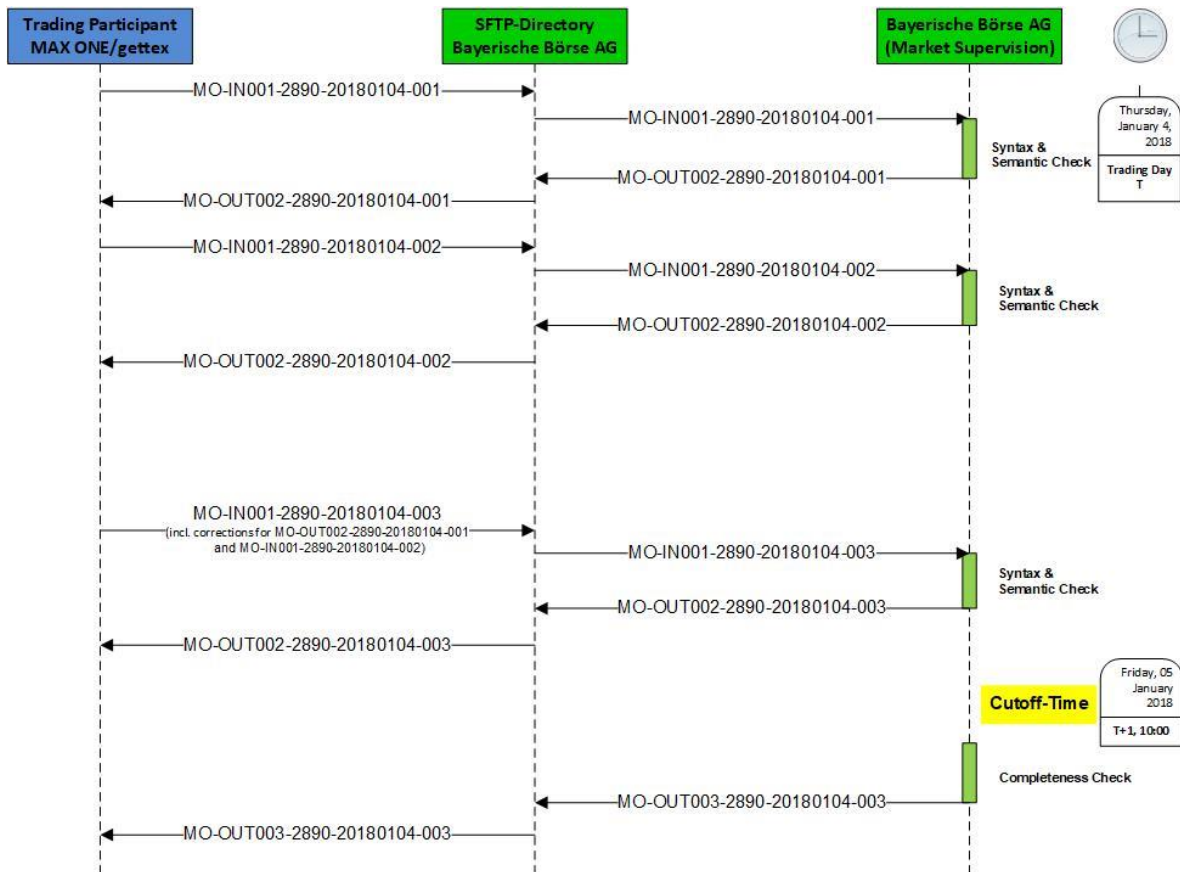 Trading Participant
MAX ONE/gettex
SFTP-Directory
Bayerische Börse AG
Bayerische Börse AG
(Market Supervision)
MO-IN001-2890-20180104-001
MO-IN001-2890-20180104-001
Thursday,
January 4,
2018
Trading Day
T
Syntax &
Semantic Check
MO-OUT002-2890-20180104-001
MO-OUT002-2890-20180104-001
MO-IN001-2890-20180104-002
MO-IN001-2890-20180104-002
Syntax &
Semantic Check
MO-OUT002-2890-20180104-002
MO-OUT002-2890-20180104-002
MO-IN001-2890-20180104-003
(incl. corrections for MO-OUT002-2890-20180104-001
and MO-IN001-2890-20180104-002)
MO-IN001-2890-20180104-003
Syntax &
Semantic Check
MO-OUT002-2890-20180104-003
MO-OUT002-2890-20180104-003
Cutoff-Time
Friday, 05
January
2018
T+1, 10:00
Completeness Check
MO-OUT003-2890-20180104-003
MO-OUT003-2890-20180104-003